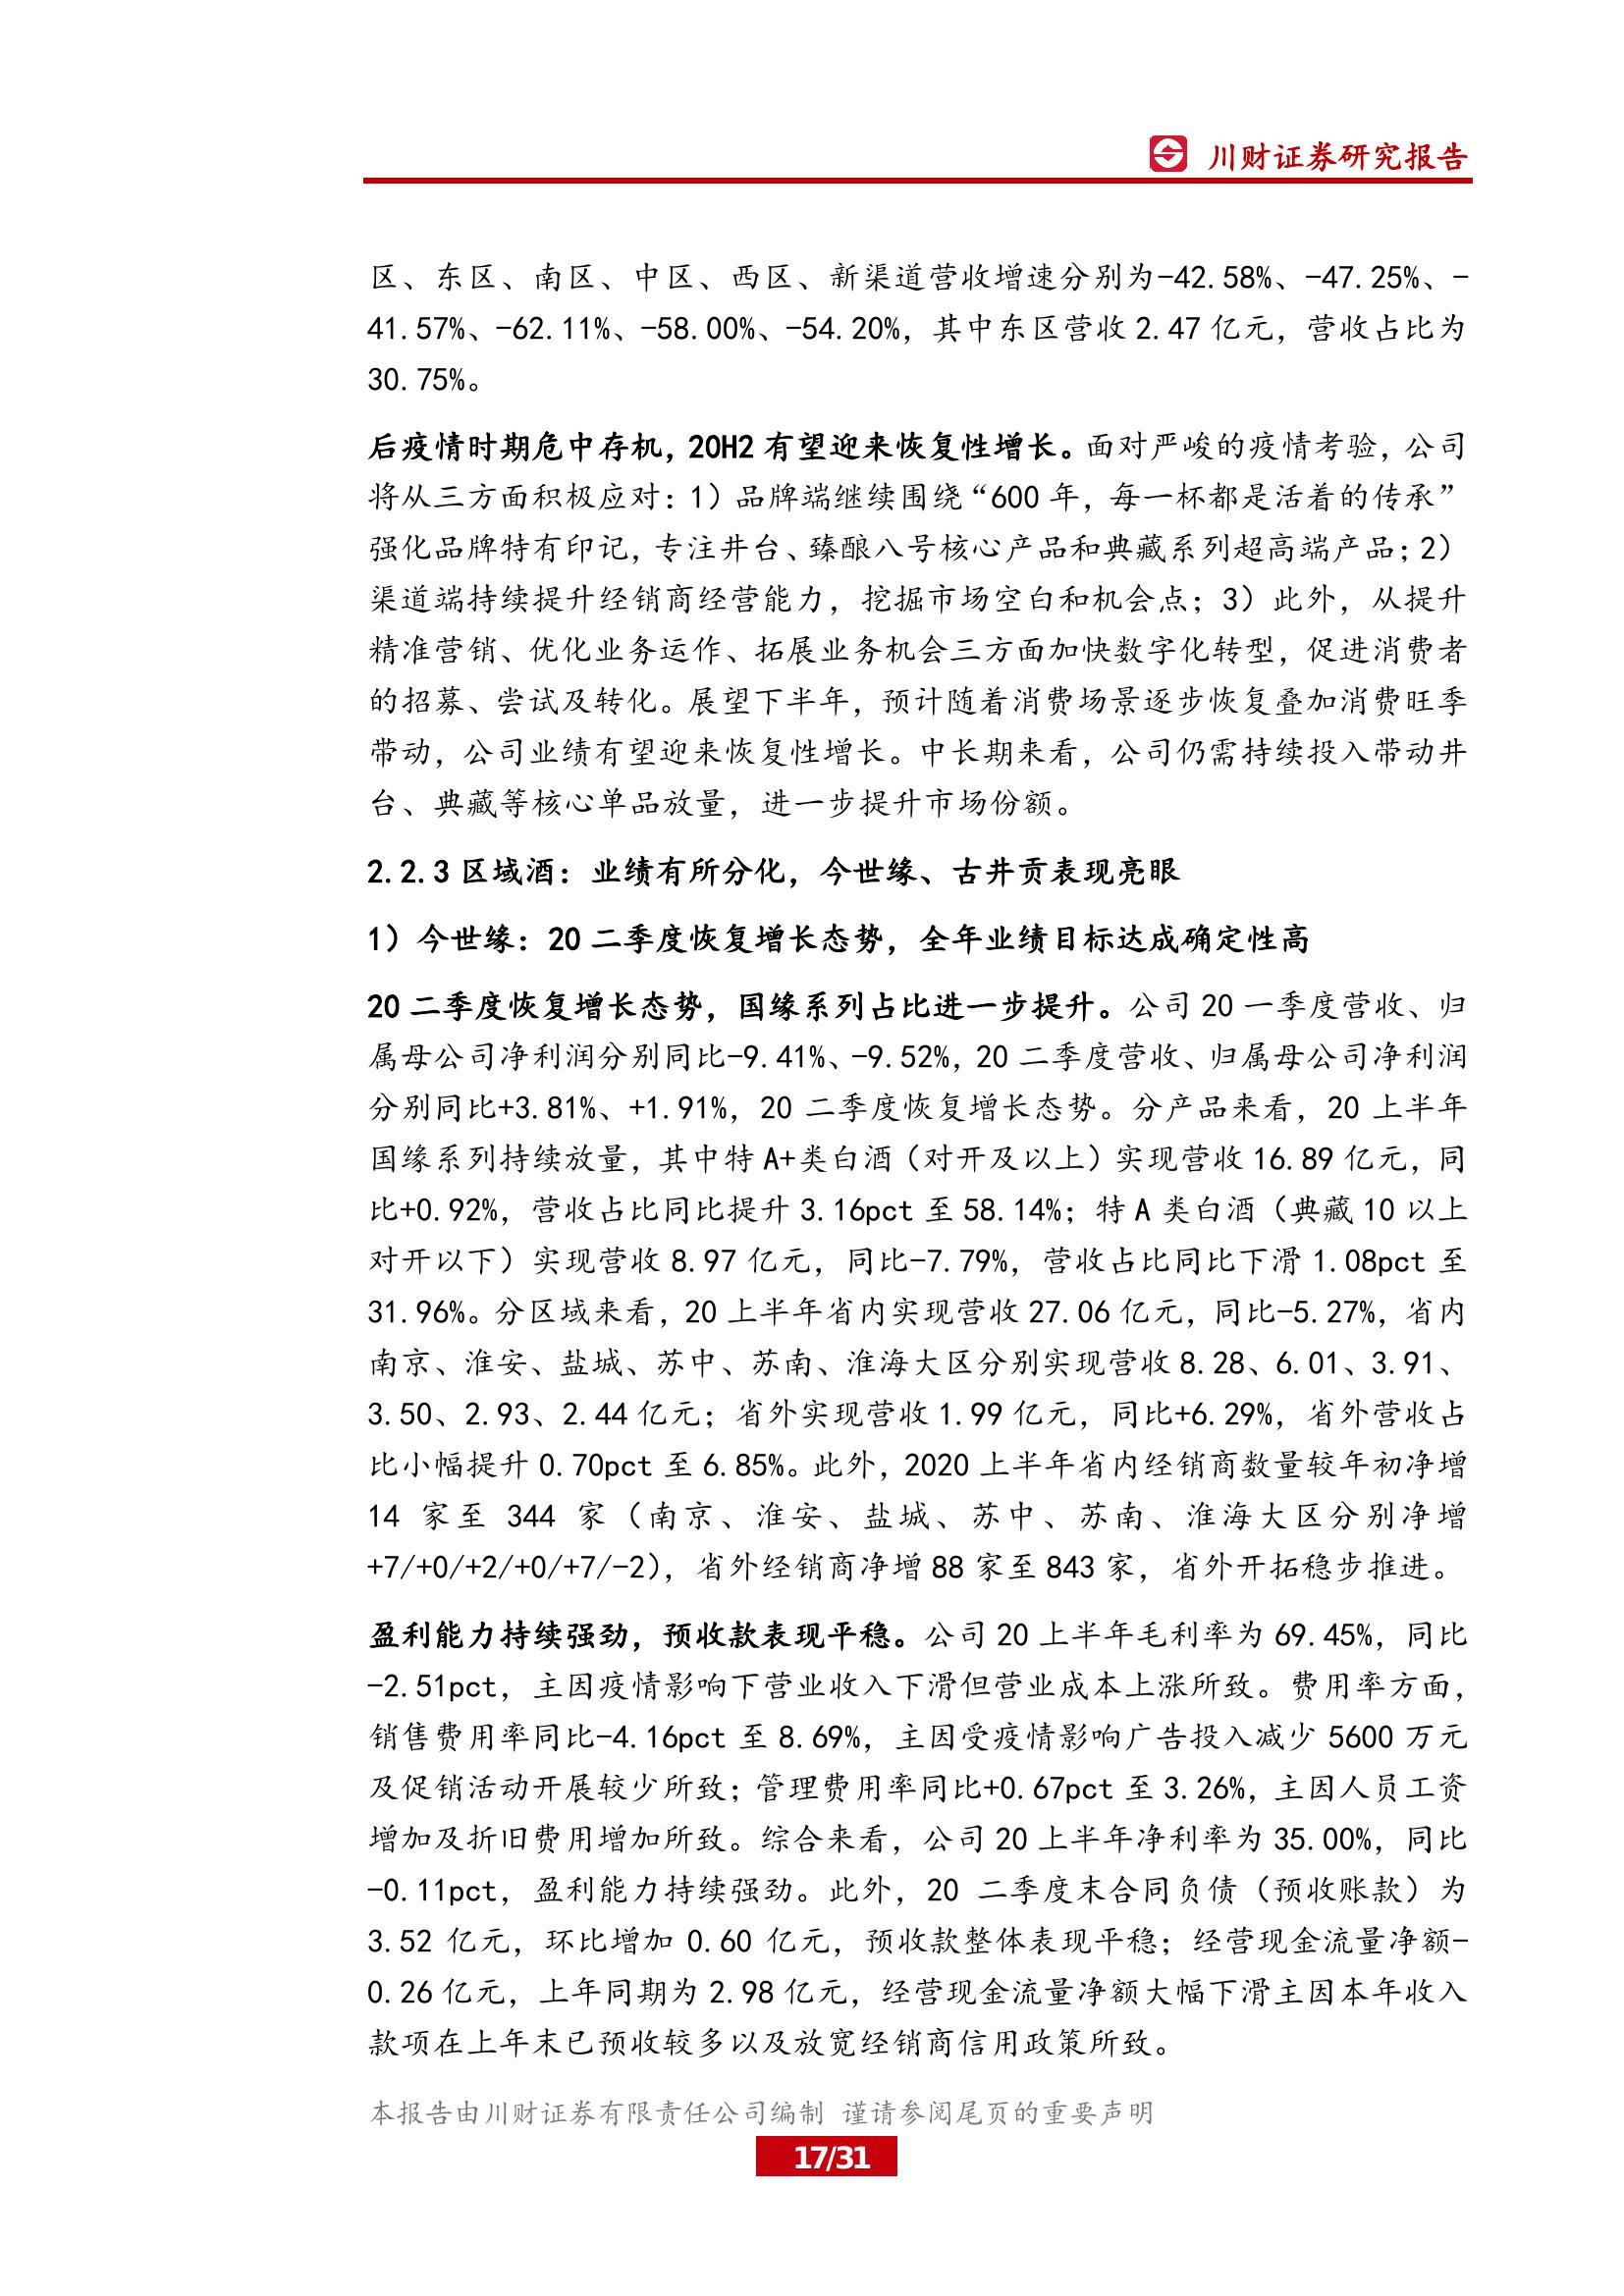 川财证券研究报告
区、东区、南区、中区、西区、新渠道营收增速分别为-42.58%、-47.25%、-
41.57%、-62.11%、-58.00%、-54.20%，其中东区营收 2.47 亿元，营收占比为
30.75%。
后疫情时期危中存机，20H2 有望迎来恢复性增长。面对严峻的疫情考验，公司
将从三方面积极应对：1）品牌端继续围绕“600 年，每一杯都是活着的传承”
强化品牌特有印记，专注井台、臻酿八号核心产品和典藏系列超高端产品；2）
渠道端持续提升经销商经营能力，挖掘市场空白和机会点；3）此外，从提升
精准营销、优化业务运作、拓展业务机会三方面加快数字化转型，促进消费者
的招募、尝试及转化。展望下半年，预计随着消费场景逐步恢复叠加消费旺季
带动，公司业绩有望迎来恢复性增长。中长期来看，公司仍需持续投入带动井
台、典藏等核心单品放量，进一步提升市场份额。
2.2.3 区域酒：业绩有所分化，今世缘、古井贡表现亮眼
1）今世缘：20 二季度恢复增长态势，全年业绩目标达成确定性高
20 二季度恢复增长态势，国缘系列占比进一步提升。公司 20 一季度营收、归
属母公司净利润分别同比-9.41%、-9.52%，20 二季度营收、归属母公司净利润
分别同比+3.81%、+1.91%，20 二季度恢复增长态势。分产品来看，20 上半年
国缘系列持续放量，其中特 A+类白酒（对开及以上）实现营收 16.89 亿元，同
比+0.92%，营收占比同比提升 3.16pct 至 58.14%；特 A 类白酒（典藏 10 以上
对开以下）实现营收 8.97 亿元，同比-7.79%，营收占比同比下滑 1.08pct 至
31.96%。分区域来看，20 上半年省内实现营收 27.06 亿元，同比-5.27%，省内
南京、淮安、盐城、苏中、苏南、淮海大区分别实现营收 8.28、6.01、3.91、
3.50、2.93、2.44 亿元；省外实现营收 1.99 亿元，同比+6.29%，省外营收占
比小幅提升 0.70pct 至 6.85%。此外，2020 上半年省内经销商数量较年初净增
14 家至 344 家（南京、淮安、盐城、苏中、苏南、淮海大区分别净增
+7/+0/+2/+0/+7/-2），省外经销商净增 88 家至 843 家，省外开拓稳步推进。
盈利能力持续强劲，预收款表现平稳。公司 20 上半年毛利率为 69.45%，同比
-2.51pct，主因疫情影响下营业收入下滑但营业成本上涨所致。费用率方面，
销售费用率同比-4.16pct 至 8.69%，主因受疫情影响广告投入减少 5600 万元
及促销活动开展较少所致；管理费用率同比+0.67pct 至 3.26%，主因人员工资
增加及折旧费用增加所致。综合来看，公司 20 上半年净利率为 35.00%，同比
-0.11pct，盈利能力持续强劲。此外，20 二季度末合同负债（预收账款）为
3.52 亿元，环比增加 0.60 亿元，预收款整体表现平稳；经营现金流量净额-
0.26 亿元，上年同期为 2.98 亿元，经营现金流量净额大幅下滑主因本年收入
款项在上年末已预收较多以及放宽经销商信用政策所致。
本报告由川财证券有限责任公司编制 谨请参阅尾页的重要声明
17/31